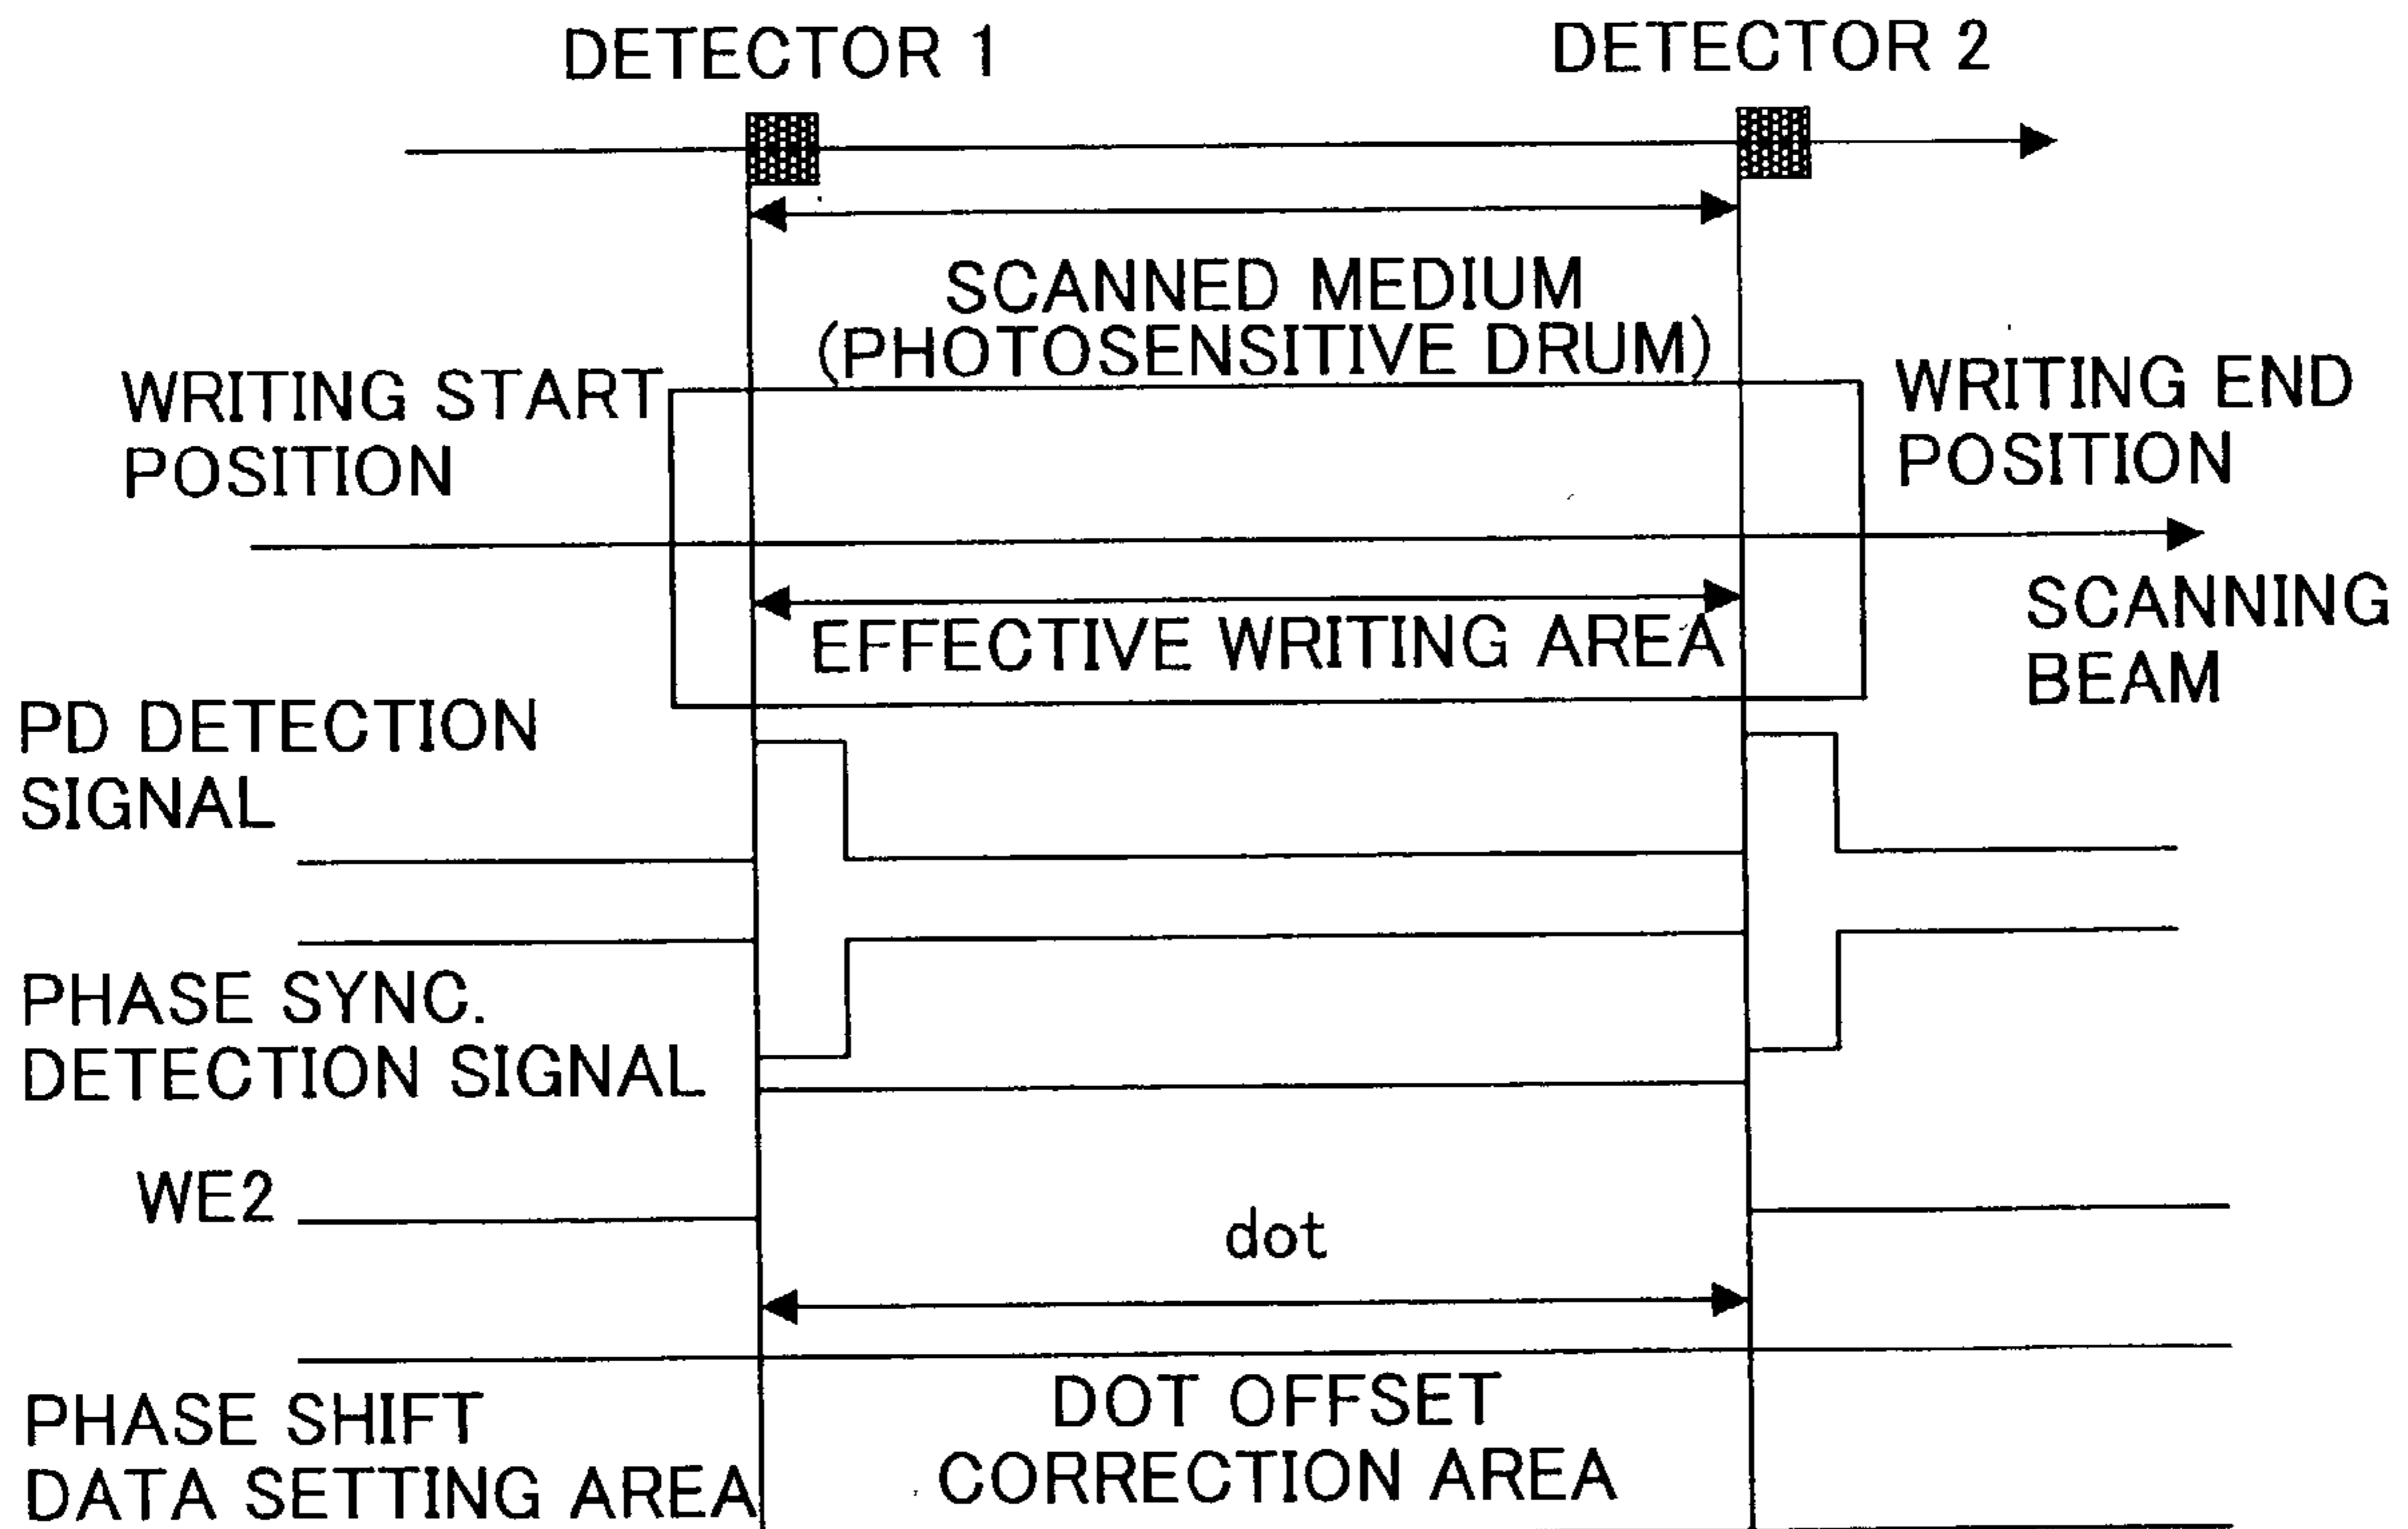 DETECTOR 1
DETECTOR 2
SCANNED MEDIUM
(PHOTOSENSITIVE DRUM)
WRITING START
POSITION
WRITING END
POSITION
EFFECTIVE WRITING AREA
SCANNING
BEAM
PD DETECTION
SIGNAL
PHASE SYNC.
DETECTION SIGNAL
WE2
dot
PHASE SHIFT
DATA SETTING AREA
DOT OFFSET
CORRECTION AREA